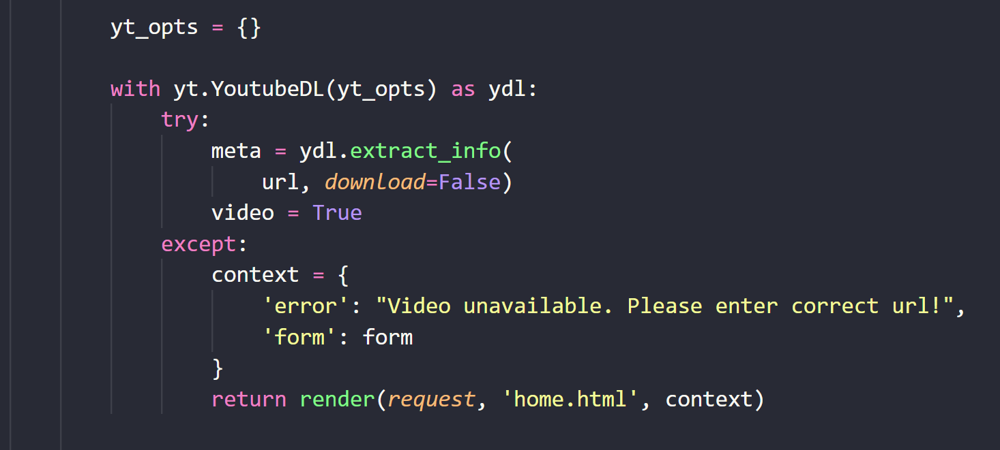 yt_opts = {}
with yt.YoutubeDL(yt_opts) as ydl:
try:
meta = ydl.extract_info(
url, download=False)
video = True
except:
context = {
'error': "Video unavailable. Please enter correct url!",
'form': form
}
return render(request, 'home.html', context)